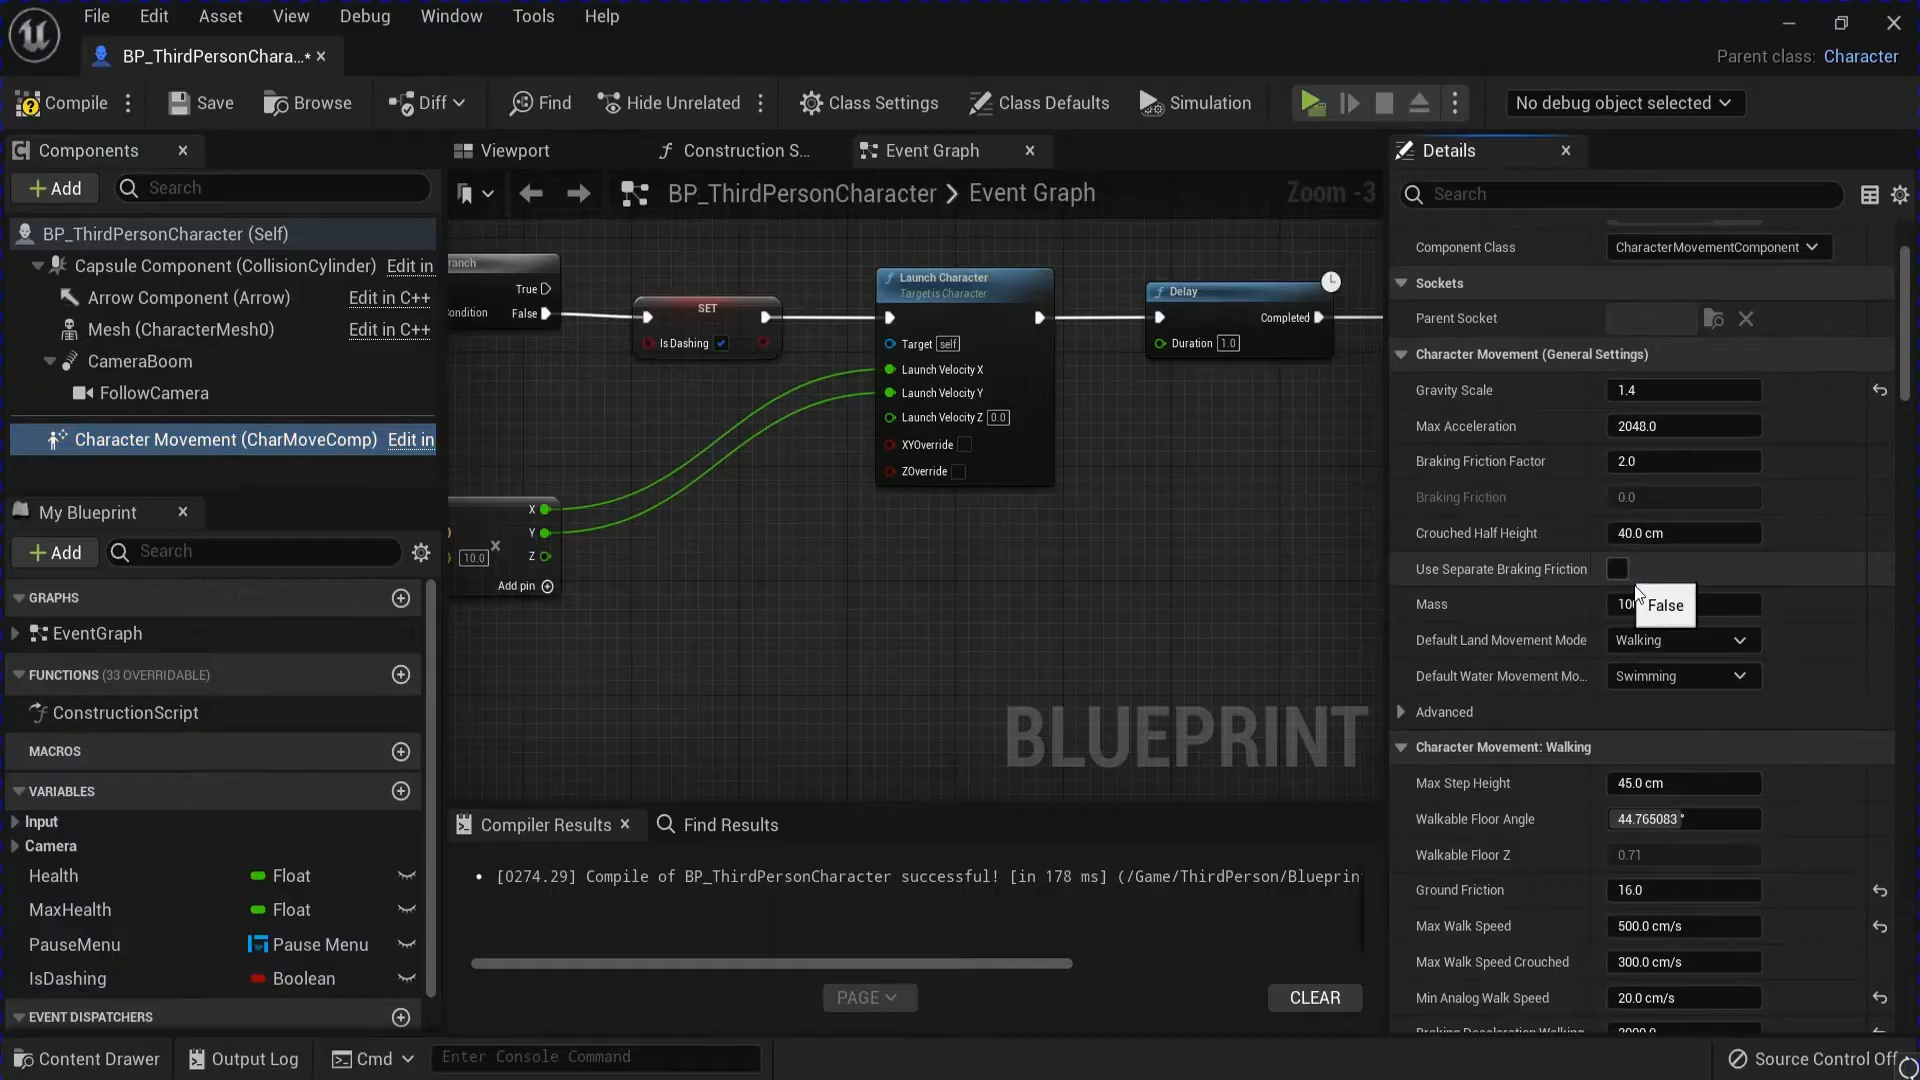 File Edit Asset View Debug Window Tools Help
BP_ThirdPersonChara...* ×
Parent class: Character
Compile Save Browse Diff Find Hide Unrelated Class Settings Class Defaults Simulation No debug object selected
Components
Add Search
BP_ThirdPersonCharacter (Self)
Capsule Component (CollisionCylinder) Edit in
Arrow Component (Arrow) Edit in C++
Mesh (CharacterMesh0) Edit in C++
CameraBoom
FollowCamera
Character Movement (CharMoveComp) Edit in
My Blueprint
Add Search
GRAPHS
EventGraph
FUNCTIONS (33 OVERRIDABLE)
ConstructionScript
MACROS
VARIABLES
Input
Camera
Health Float
MaxHealth Float
PauseMenu Pause Menu
IsDashing Boolean
EVENT DISPATCHERS
Viewport Construction S... Event Graph
BP_ThirdPersonCharacter > Event Graph Zoom -3
ranch
True
ondition False
SET
IsDashing
Launch Character
Target is Character
Target self
Launch Velocity X
Launch Velocity Y
Launch Velocity Z 0.0
XYOverride
ZOverride
Delay
Completed
Duration 1.0
X
Y
10.0
Z
Add pin
BLUEPRINT
Compiler Results Find Results
• [0274.29] Compile of BP_ThirdPersonCharacter successful! [in 178 ms] (/Game/ThirdPerson/Blueprin
PAGE CLEAR
Details
Search
Component Class CharacterMovementComponent
Sockets
Parent Socket
Character Movement (General Settings)
Gravity Scale 1.4
Max Acceleration 2048.0
Braking Friction Factor 2.0
Braking Friction 0.0
Crouched Half Height 40.0 cm
Use Separate Braking Friction
Mass 10
False
Default Land Movement Mode Walking
Default Water Movement Mo... Swimming
Advanced
Character Movement: Walking
Max Step Height 45.0 cm
Walkable Floor Angle 44.765083 °
Walkable Floor Z 0.71
Ground Friction 16.0
Max Walk Speed 500.0 cm/s
Max Walk Speed Crouched 300.0 cm/s
Min Analog Walk Speed 20.0 cm/s
Braking Deceleration Walking 2000.0
Content Drawer Output Log Cmd Enter Console Command Source Control Off